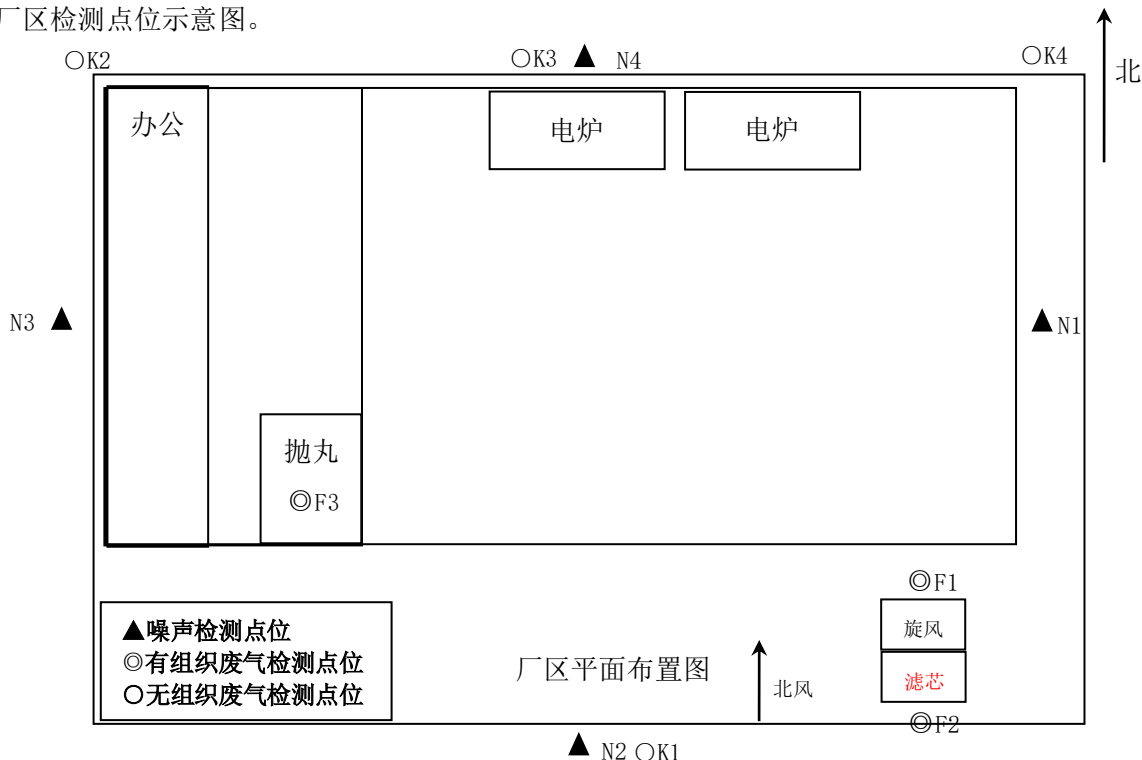 厂区检测点位示意图。
○K2
○K3 ▲ N4
○K4
北
办公
电炉
电炉
N3 ▲
▲N1
抛丸
◎F3
◎F1
旋风
滤芯
◎F2
▲噪声检测点位
◎有组织废气检测点位
○无组织废气检测点位
厂区平面布置图
北风
▲ N2 ○K1